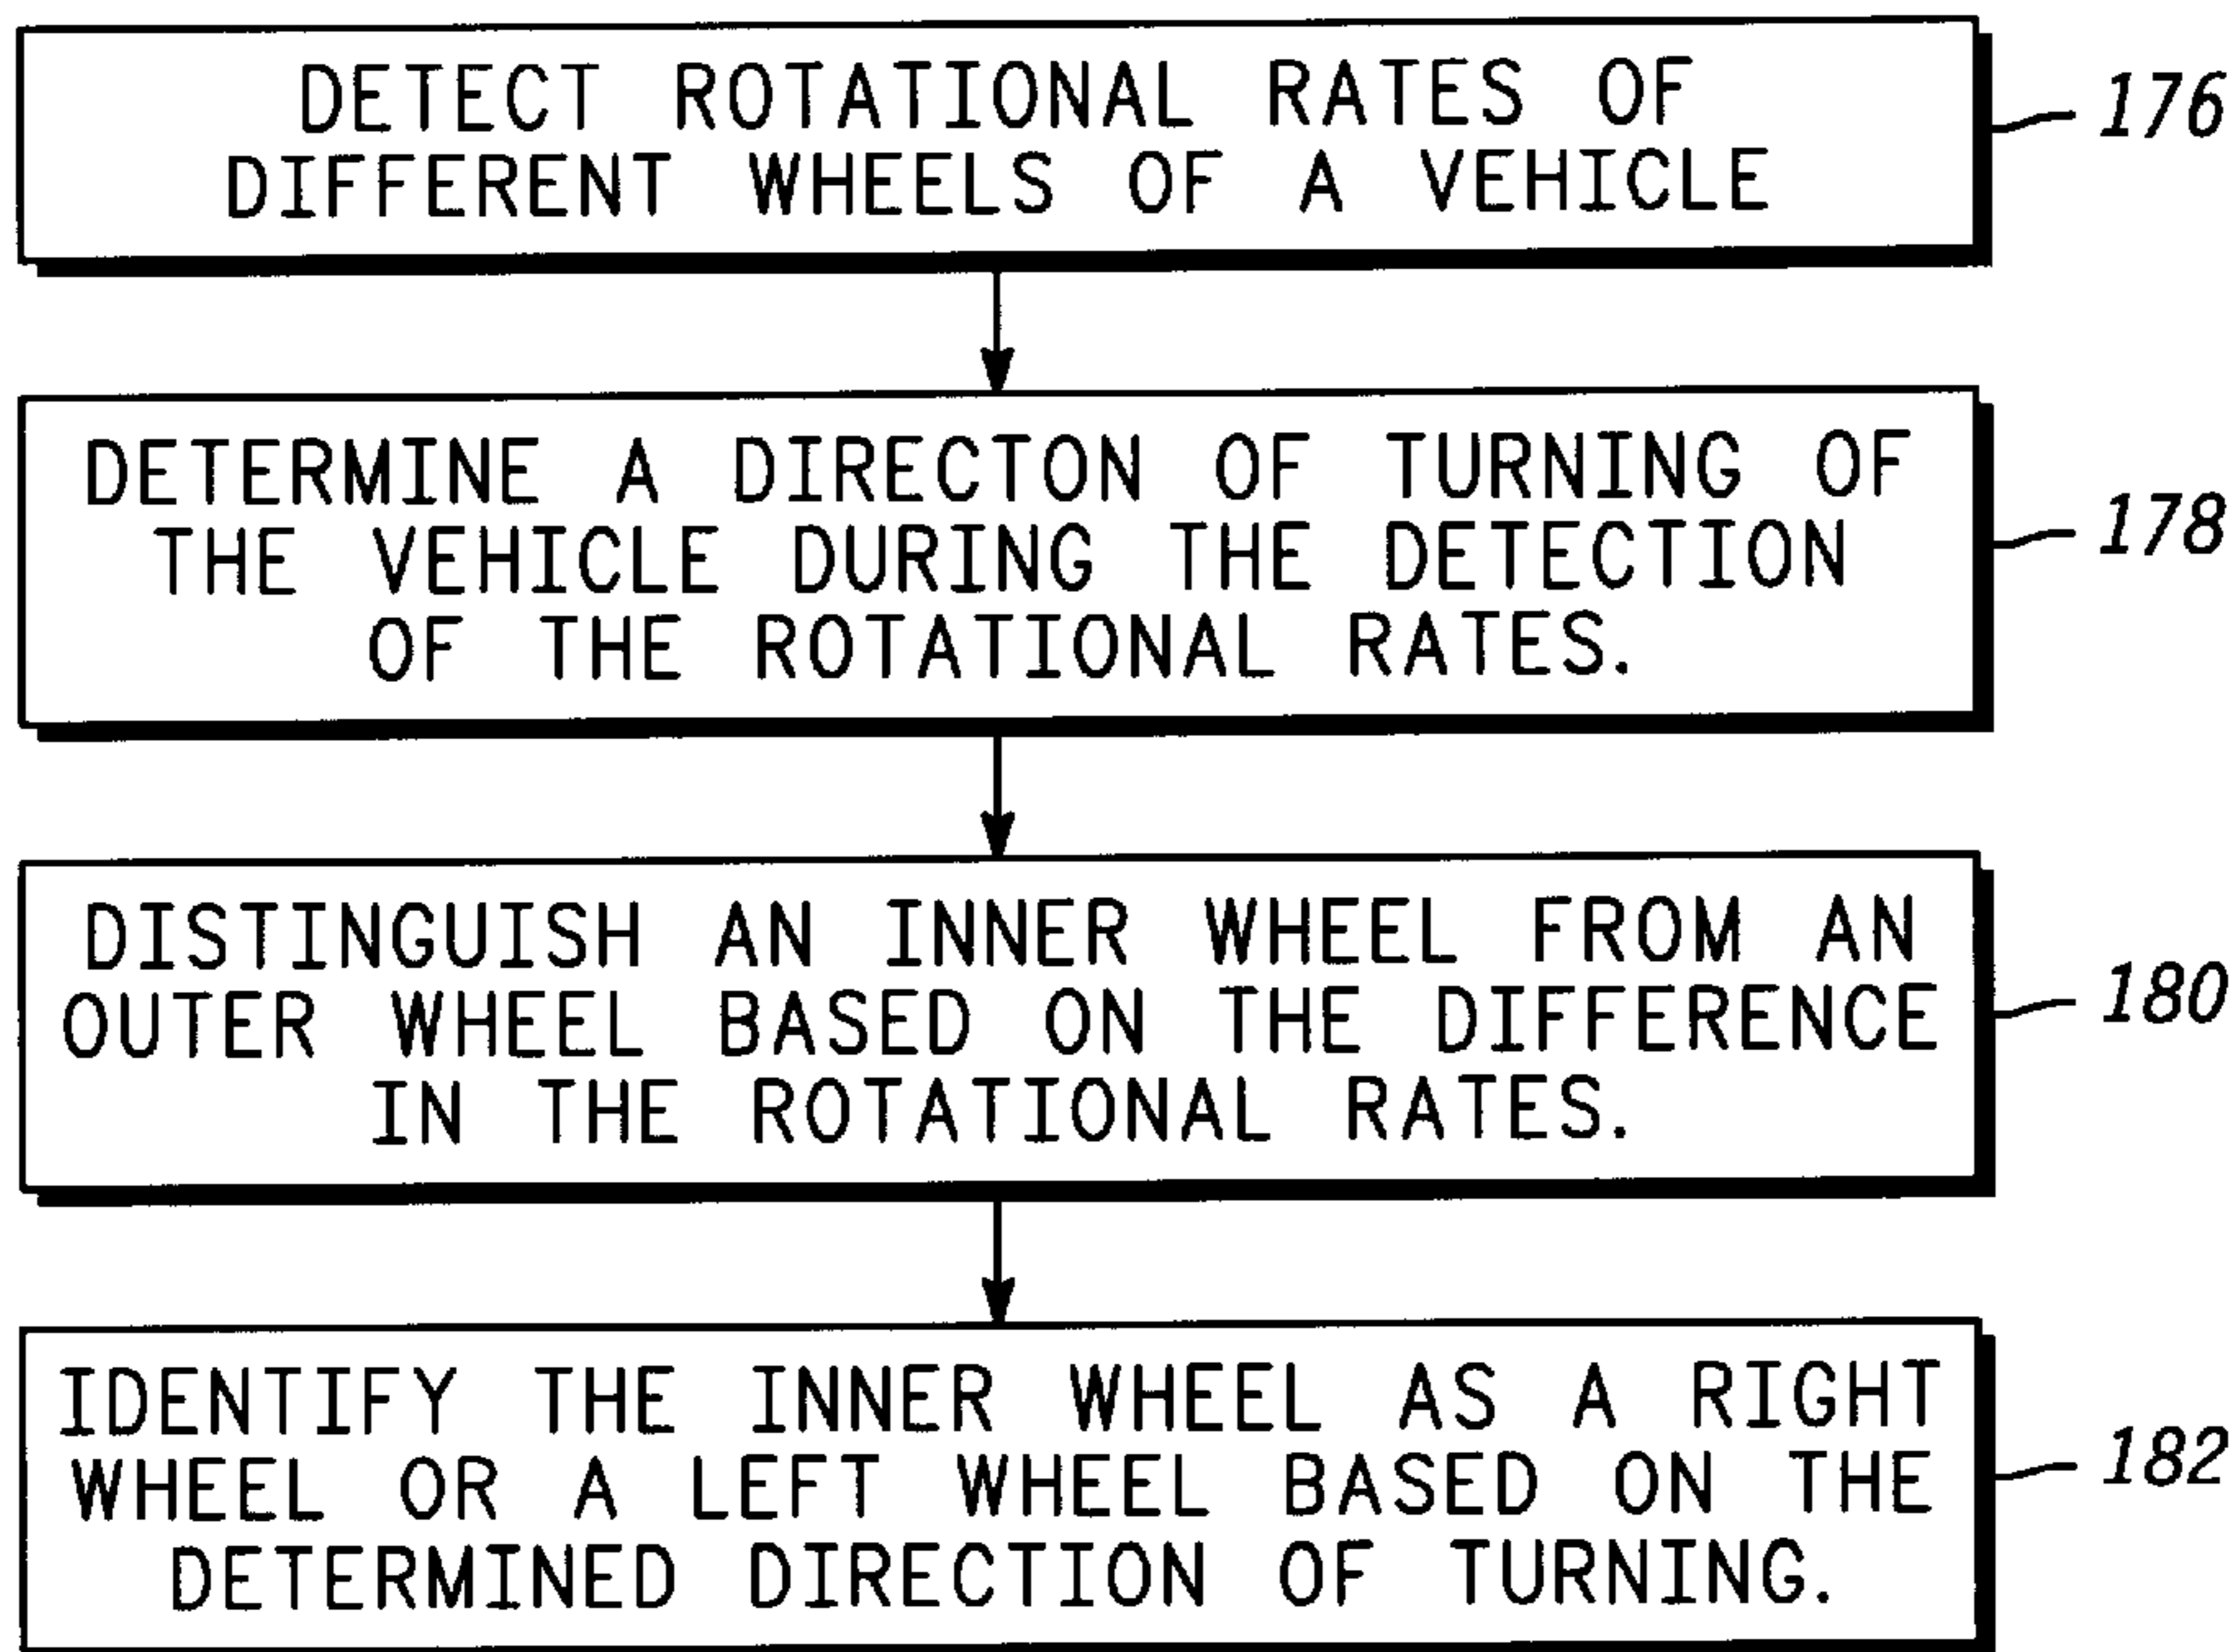 DETECT ROTATIONAL RATES OF
DIFFERENT WHEELS OF A VEHICLE
176
DETERMINE A DIRECTON OF TURNING OF
THE VEHICLE DURING THE DETECTION
OF THE ROTATIONAL RATES.
178
DISTINGUISH AN INNER WHEEL FROM AN
OUTER WHEEL BASED ON THE DIFFERENCE
IN THE ROTATIONAL RATES.
180
IDENTIFY THE INNER WHEEL AS A RIGHT
WHEEL OR A LEFT WHEEL BASED ON THE
DETERMINED DIRECTION OF TURNING.
182